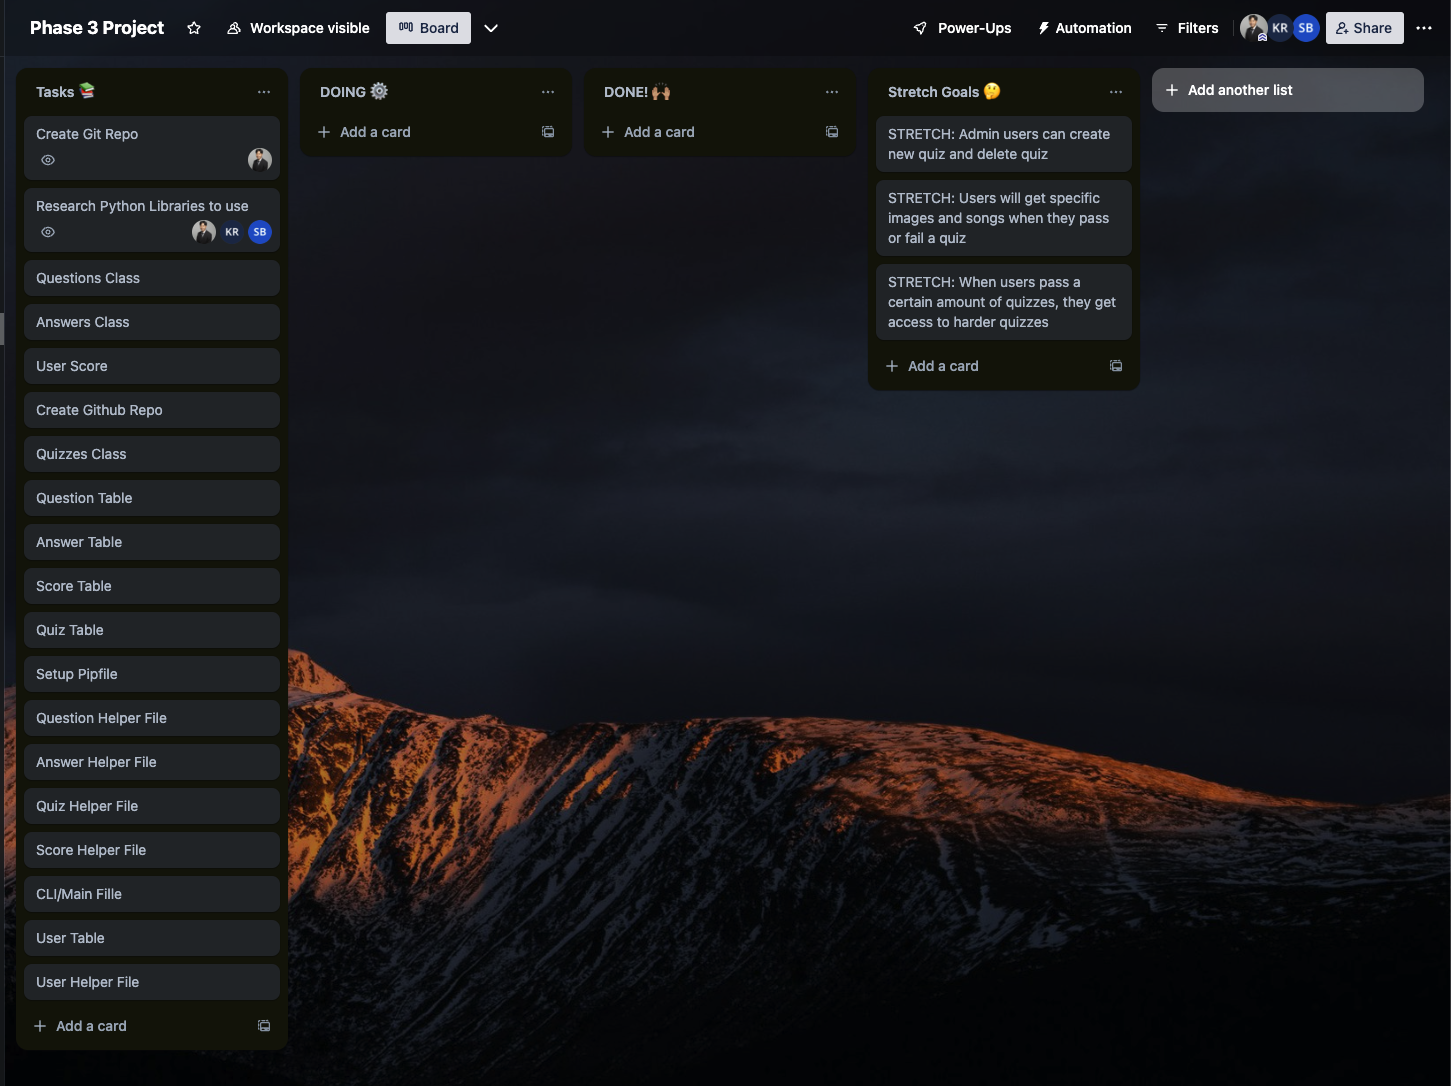 Phase 3 Project
Workspace visible
Board
Power-Ups
Automation
Filters
KR
SB
Share
Tasks 📚
Create Git Repo
Research Python Libraries to use
KR
SB
Questions Class
Answers Class
User Score
Create Github Repo
Quizzes Class
Question Table
Answer Table
Score Table
Quiz Table
Setup Pipfile
Question Helper File
Answer Helper File
Quiz Helper File
Score Helper File
CLI/Main Fille
User Table
User Helper File
+ Add a card
DOING ⚙️
+ Add a card
DONE! 🙌🏽
+ Add a card
Stretch Goals 🤔
STRETCH: Admin users can create
new quiz and delete quiz
STRETCH: Users will get specific
images and songs when they pass
or fail a quiz
STRETCH: When users pass a
certain amount of quizzes, they get
access to harder quizzes
+ Add a card
+ Add another list